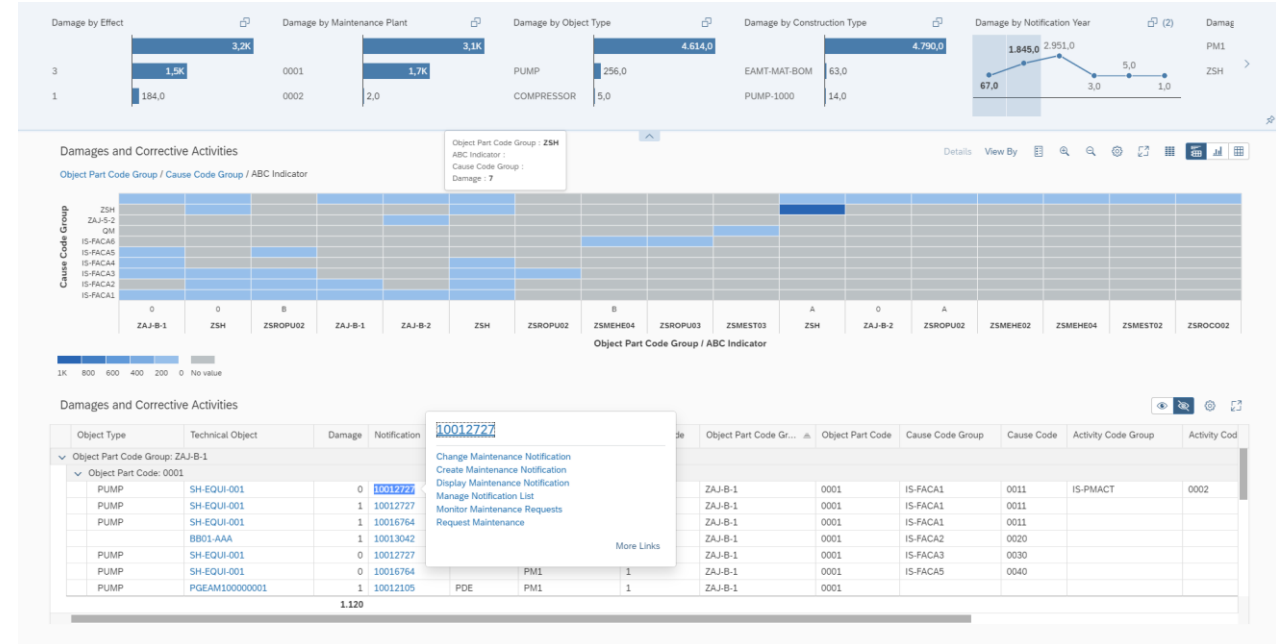 Damage by Effect
3,2K
3 1,5K
1 184,0
Damage by Maintenance Plant
3,1K
0001 1,7K
0002 2,0
Damage by Object Type
4.614,0
PUMP 256,0
COMPRESSOR 5,0
Damage by Construction Type
4.790,0
EAMT-MAT-BOM 63,0
PUMP-1000 14,0
Damage by Notification Year (2)
67,0 1.845,0 2.951,0 3,0 5,0 1,0
Damag
PM1
ZSH
Damages and Corrective Activities
Object Part Code Group / Cause Code Group / ABC Indicator
Details View By
Object Part Code Group : ZSH
ABC Indicator :
Cause Code Group :
Damage : 7
Cause Code Group
ZSH
ZAJ-5-2
QM
IS-FACA6
IS-FACA5
IS-FACA4
IS-FACA3
IS-FACA2
IS-FACA1
0 0 B B A 0 A
ZAJ-B-1 ZSH ZSROPU02 ZAJ-B-1 ZAJ-B-2 ZSH ZSROPU02 ZSMEHE04 ZSROPU03 ZSMEST03 ZSH ZAJ-B-2 ZSROPU02 ZSMEHE02 ZSMEHE04 ZSMEST02 ZSROCO02
Object Part Code Group / ABC Indicator
1K 800 600 400 200 0 No value
Damages and Corrective Activities
Object Type Technical Object Damage Notification de Object Part Code Gr... Object Part Code Cause Code Group Cause Code Activity Code Group Activity Cod
Object Part Code Group: ZAJ-B-1
Object Part Code: 0001
PUMP SH-EQUI-001 0 10012727 ZAJ-B-1 0001 IS-FACA1 0011 IS-PMACT 0002
PUMP SH-EQUI-001 1 10012727 ZAJ-B-1 0001 IS-FACA1 0011
PUMP SH-EQUI-001 1 10016764 ZAJ-B-1 0001 IS-FACA1 0011
BB01-AAA 1 10013042 ZAJ-B-1 0001 IS-FACA2 0020
PUMP SH-EQUI-001 0 10012727 ZAJ-B-1 0001 IS-FACA3 0030
PUMP SH-EQUI-001 0 10016764 PM1 1 ZAJ-B-1 0001 IS-FACA5 0040
PUMP PGEAM100000001 1 10012105 PDE PM1 1 ZAJ-B-1 0001
1.120
10012727
Change Maintenance Notification
Create Maintenance Notification
Display Maintenance Notification
Manage Notification List
Monitor Maintenance Requests
Request Maintenance
More Links